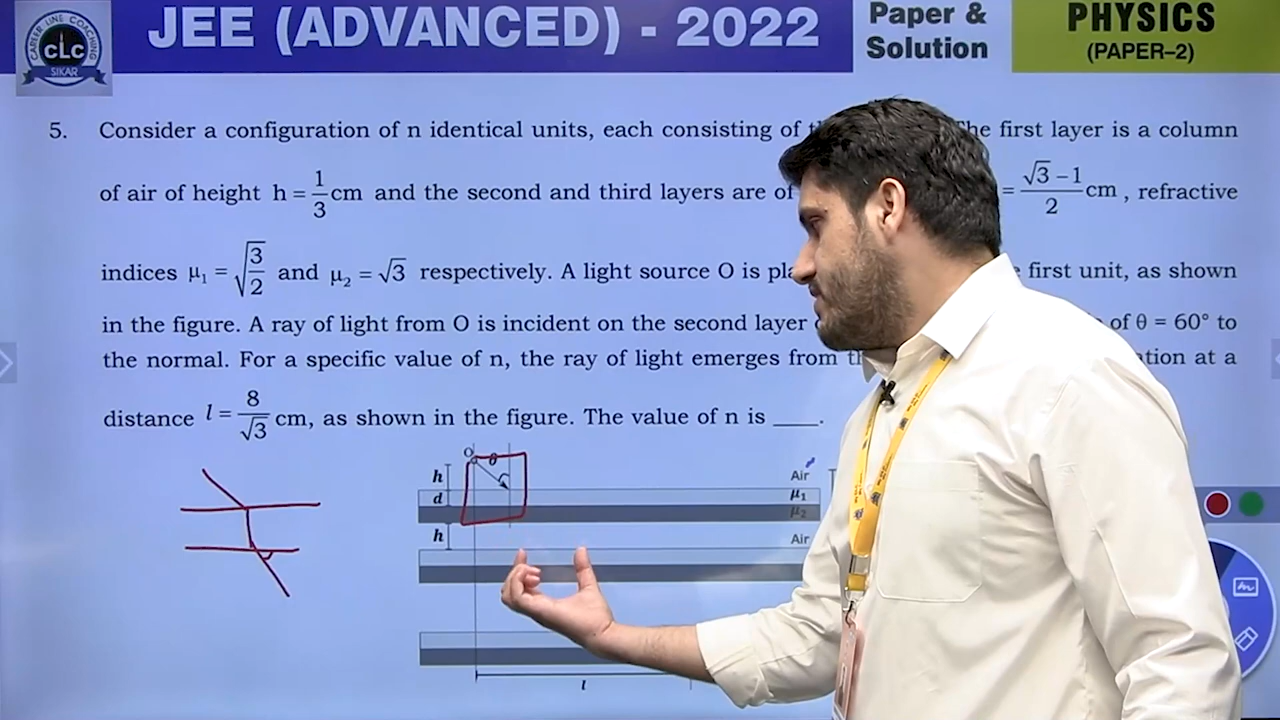 CAREER LINE COACHING
CLC
SIKAR
JEE (ADVANCED) - 2022
Paper &
Solution
PHYSICS
(PAPER–2)
5. Consider a configuration of n identical units, each consisting of The first layer is a column
of air of height h = 1/3 cm and the second and third layers are of = (√3 – 1)/2 cm , refractive
indices μ₁ = √(3/2) and μ₂ = √3 respectively. A light source O is first unit, as shown
in the figure. A ray of light from O is incident on the second layer of θ = 60° to
the normal. For a specific value of n, the ray of light emerges from at a
distance l = 8/√3 cm, as shown in the figure. The value of n is ____.
O θ
h Air
d μ₁
μ₂
h Air
l